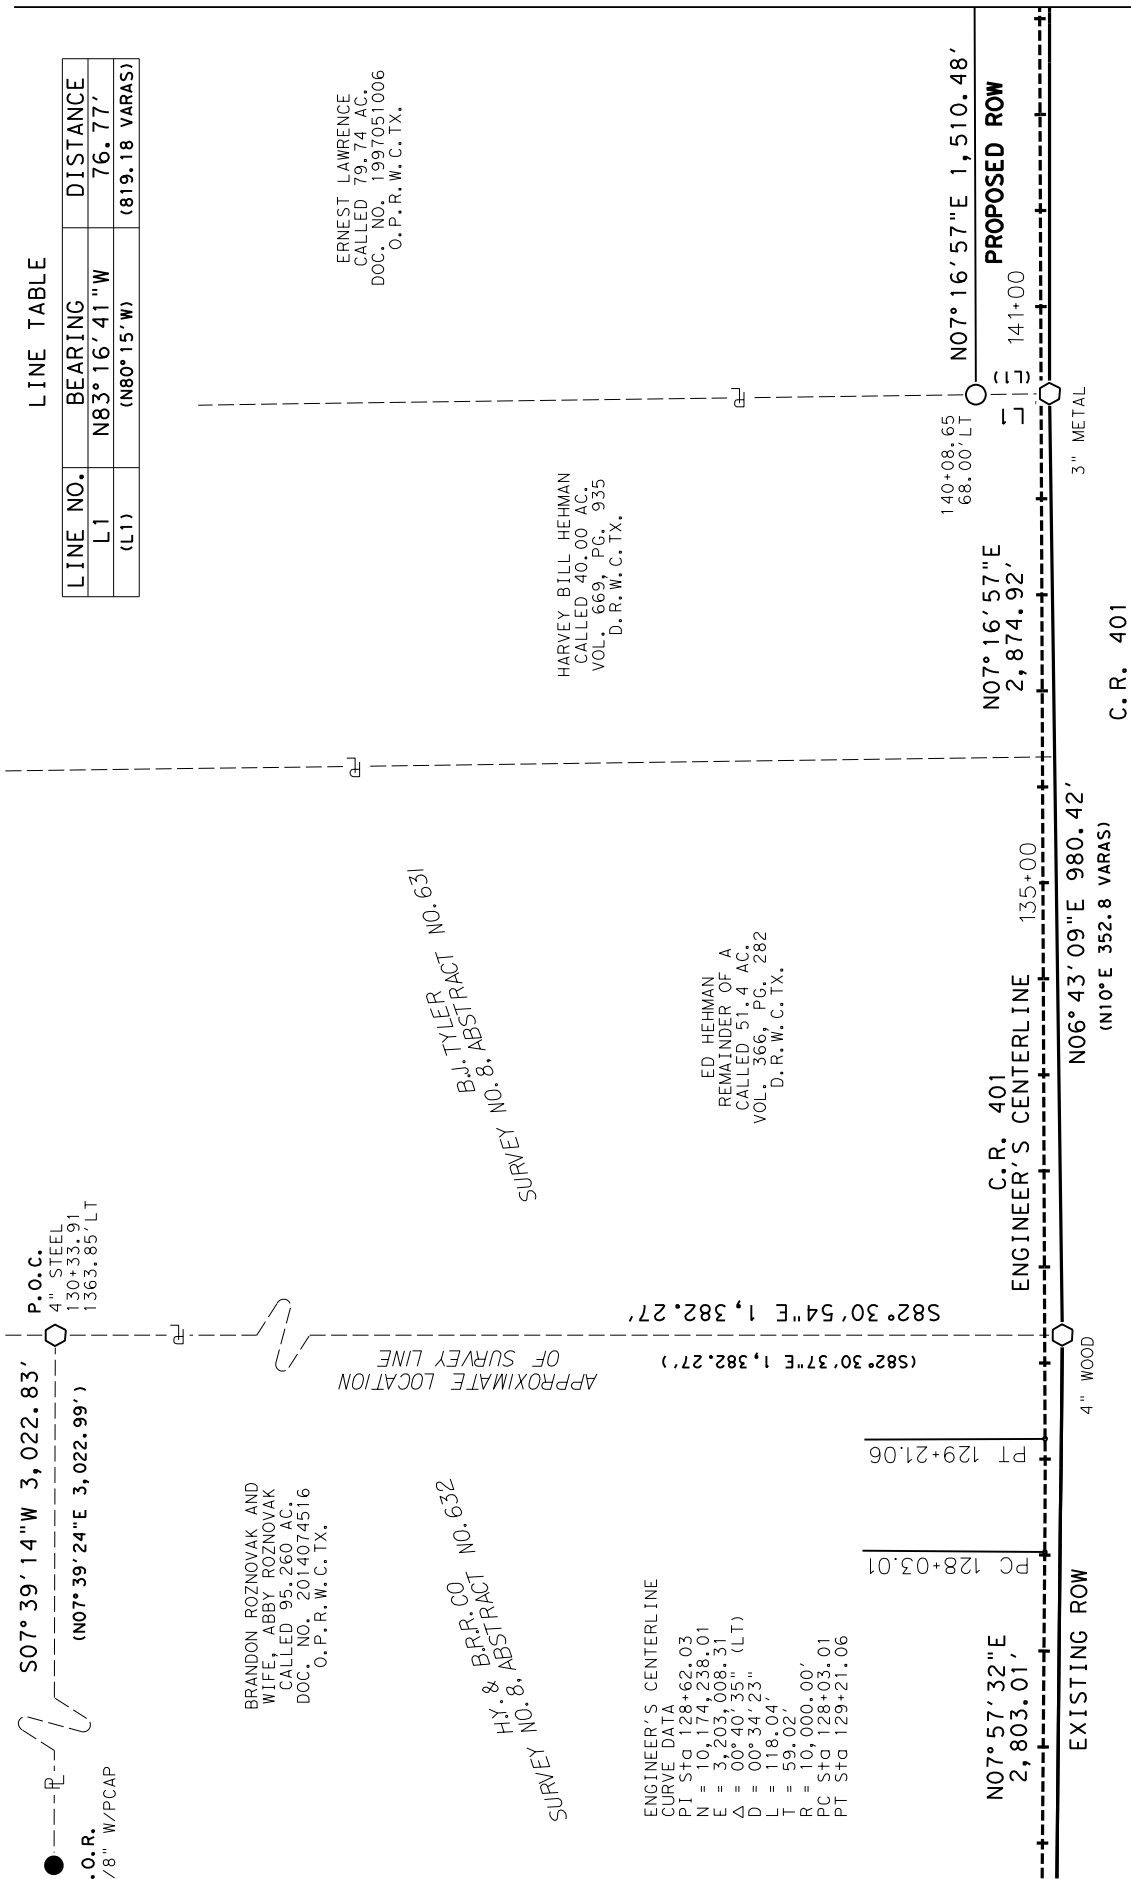 LINE TABLE
LINE NO. BEARING DISTANCE
L1 N83°16'41"W 76.77'
(L1) (N80°15'W) (819.18 VARAS)
ERNEST LAWRENCE
CALLED 79.74 AC.
DOC. NO. 1997051006
O.P.R.W.C.TX.
HARVEY BILL HEHMAN
CALLED 40.00 AC.
VOL. 669, PG. 935
D.R.W.C.TX.
N07°16'57"E 1,510.48'
PROPOSED ROW
141+00
L1
(L1)
140+08.65
68.00'LT
3" METAL
N07°16'57"E
2,874.92'
C.R. 401
P.O.C.
4" STEEL
130+33.91
1363.85'LT
B.J. TYLER
SURVEY NO. 8, ABSTRACT NO. 631
ED HEHMAN
REMAINDER OF A
CALLED 51.4 AC.
VOL. 366, PG. 282
D.R.W.C.TX.
135+00
C.R. 401
ENGINEER'S CENTERLINE
N06°43'09"E 980.42'
(N10°E 352.8 VARAS)
S82°30'54"E 1,382.27'
(S82°30'37"E 1,382.27')
APPROXIMATE LOCATION
OF SURVEY LINE
4" WOOD
S07°39'14"W 3,022.83'
(N07°39'24"E 3,022.99')
.O.R.
/8" W/PCAP
PL
PL
PL
PL
BRANDON ROZNOVAK AND
WIFE, ABBY ROZNOVAK
CALLED 95.260 AC.
DOC. NO. 2014074516
O.P.R.W.C.TX.
H.Y. & B.R.R. CO
SURVEY NO. 8, ABSTRACT NO. 632
ENGINEER'S CENTERLINE
CURVE DATA
PI Sta 128+62.03
N = 10,174,238.01
E = 3,203,008.31
Δ = 00°40'35" (LT)
D = 00°34'23"
L = 118.04'
T = 59.02'
R = 10,000.00'
PC Sta 128+03.01
PT Sta 129+21.06
PT 129+21.06
PC 128+03.01
N07°57'32"E
2,803.01'
EXISTING ROW